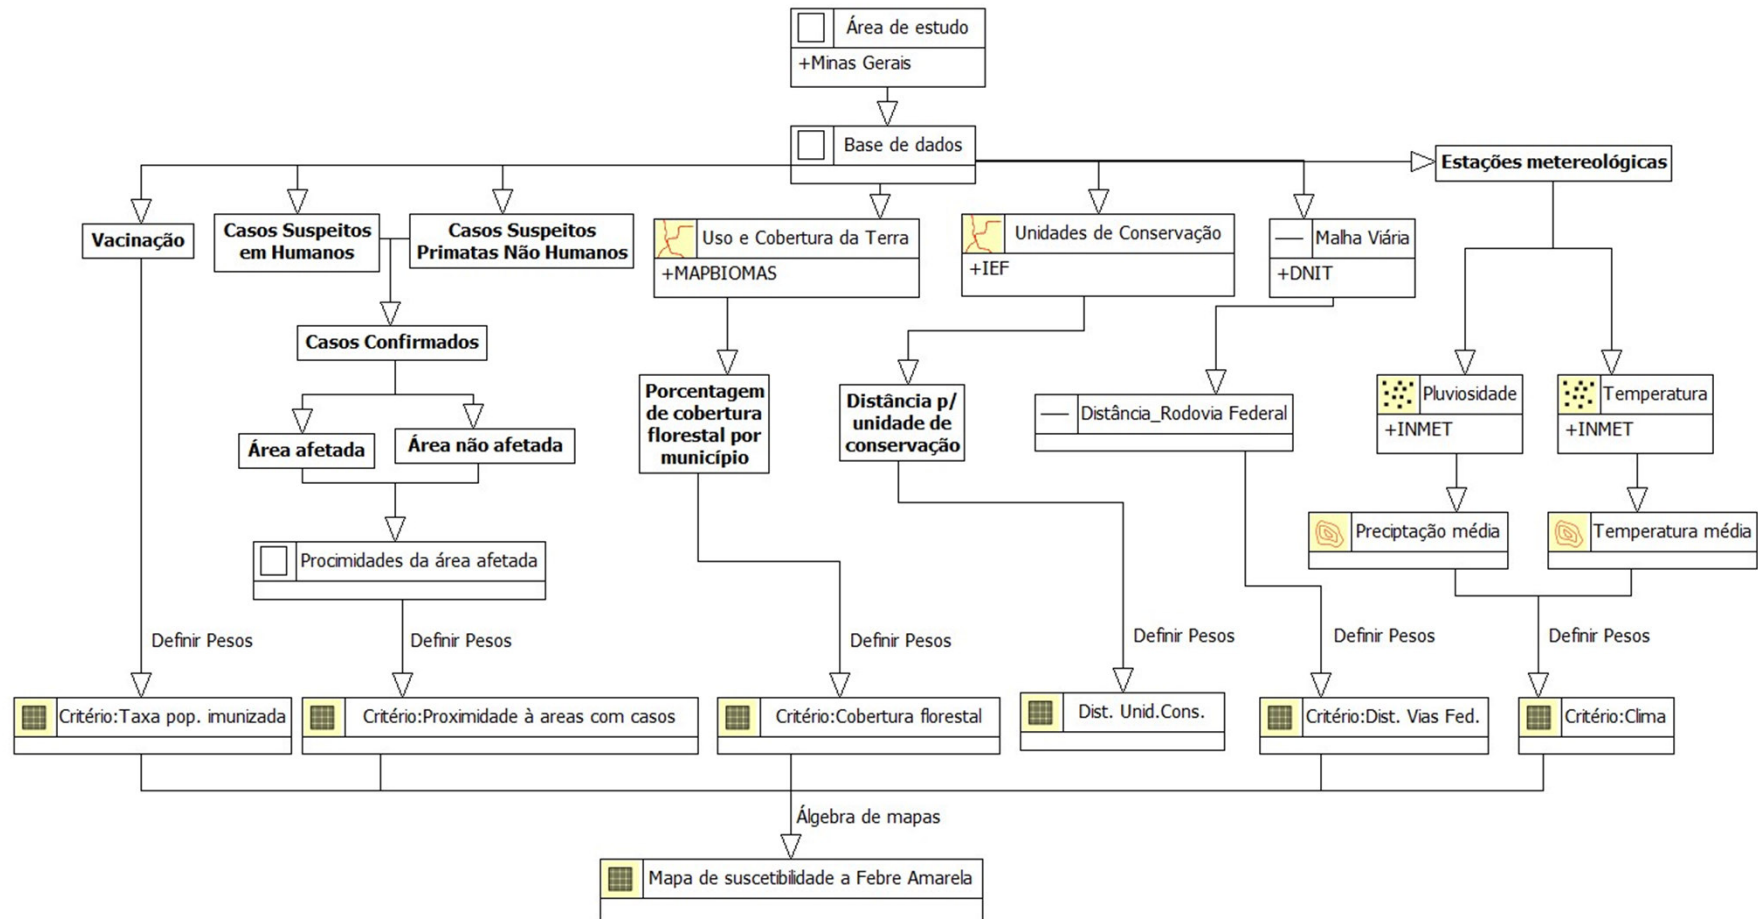 Área de estudo
+Minas Gerais
Base de dados
Estações metereológicas
Vacinação
Casos Suspeitos
em Humanos
Casos Suspeitos
Primatas Não Humanos
Uso e Cobertura da Terra
+MAPBIOMAS
Unidades de Conservação
+IEF
Malha Viária
+DNIT
Casos Confirmados
Porcentagem
de cobertura
florestal por
município
Distância p/
unidade de
conservação
Distância_Rodovia Federal
Pluviosidade
+INMET
Temperatura
+INMET
Área afetada
Área não afetada
Preciptação média
Temperatura média
Procimidades da área afetada
Definir Pesos
Definir Pesos
Definir Pesos
Definir Pesos
Definir Pesos
Definir Pesos
Critério:Taxa pop. imunizada
Critério:Proximidade à areas com casos
Critério:Cobertura florestal
Dist. Unid.Cons.
Critério:Dist. Vias Fed.
Critério:Clima
Álgebra de mapas
Mapa de suscetibilidade a Febre Amarela